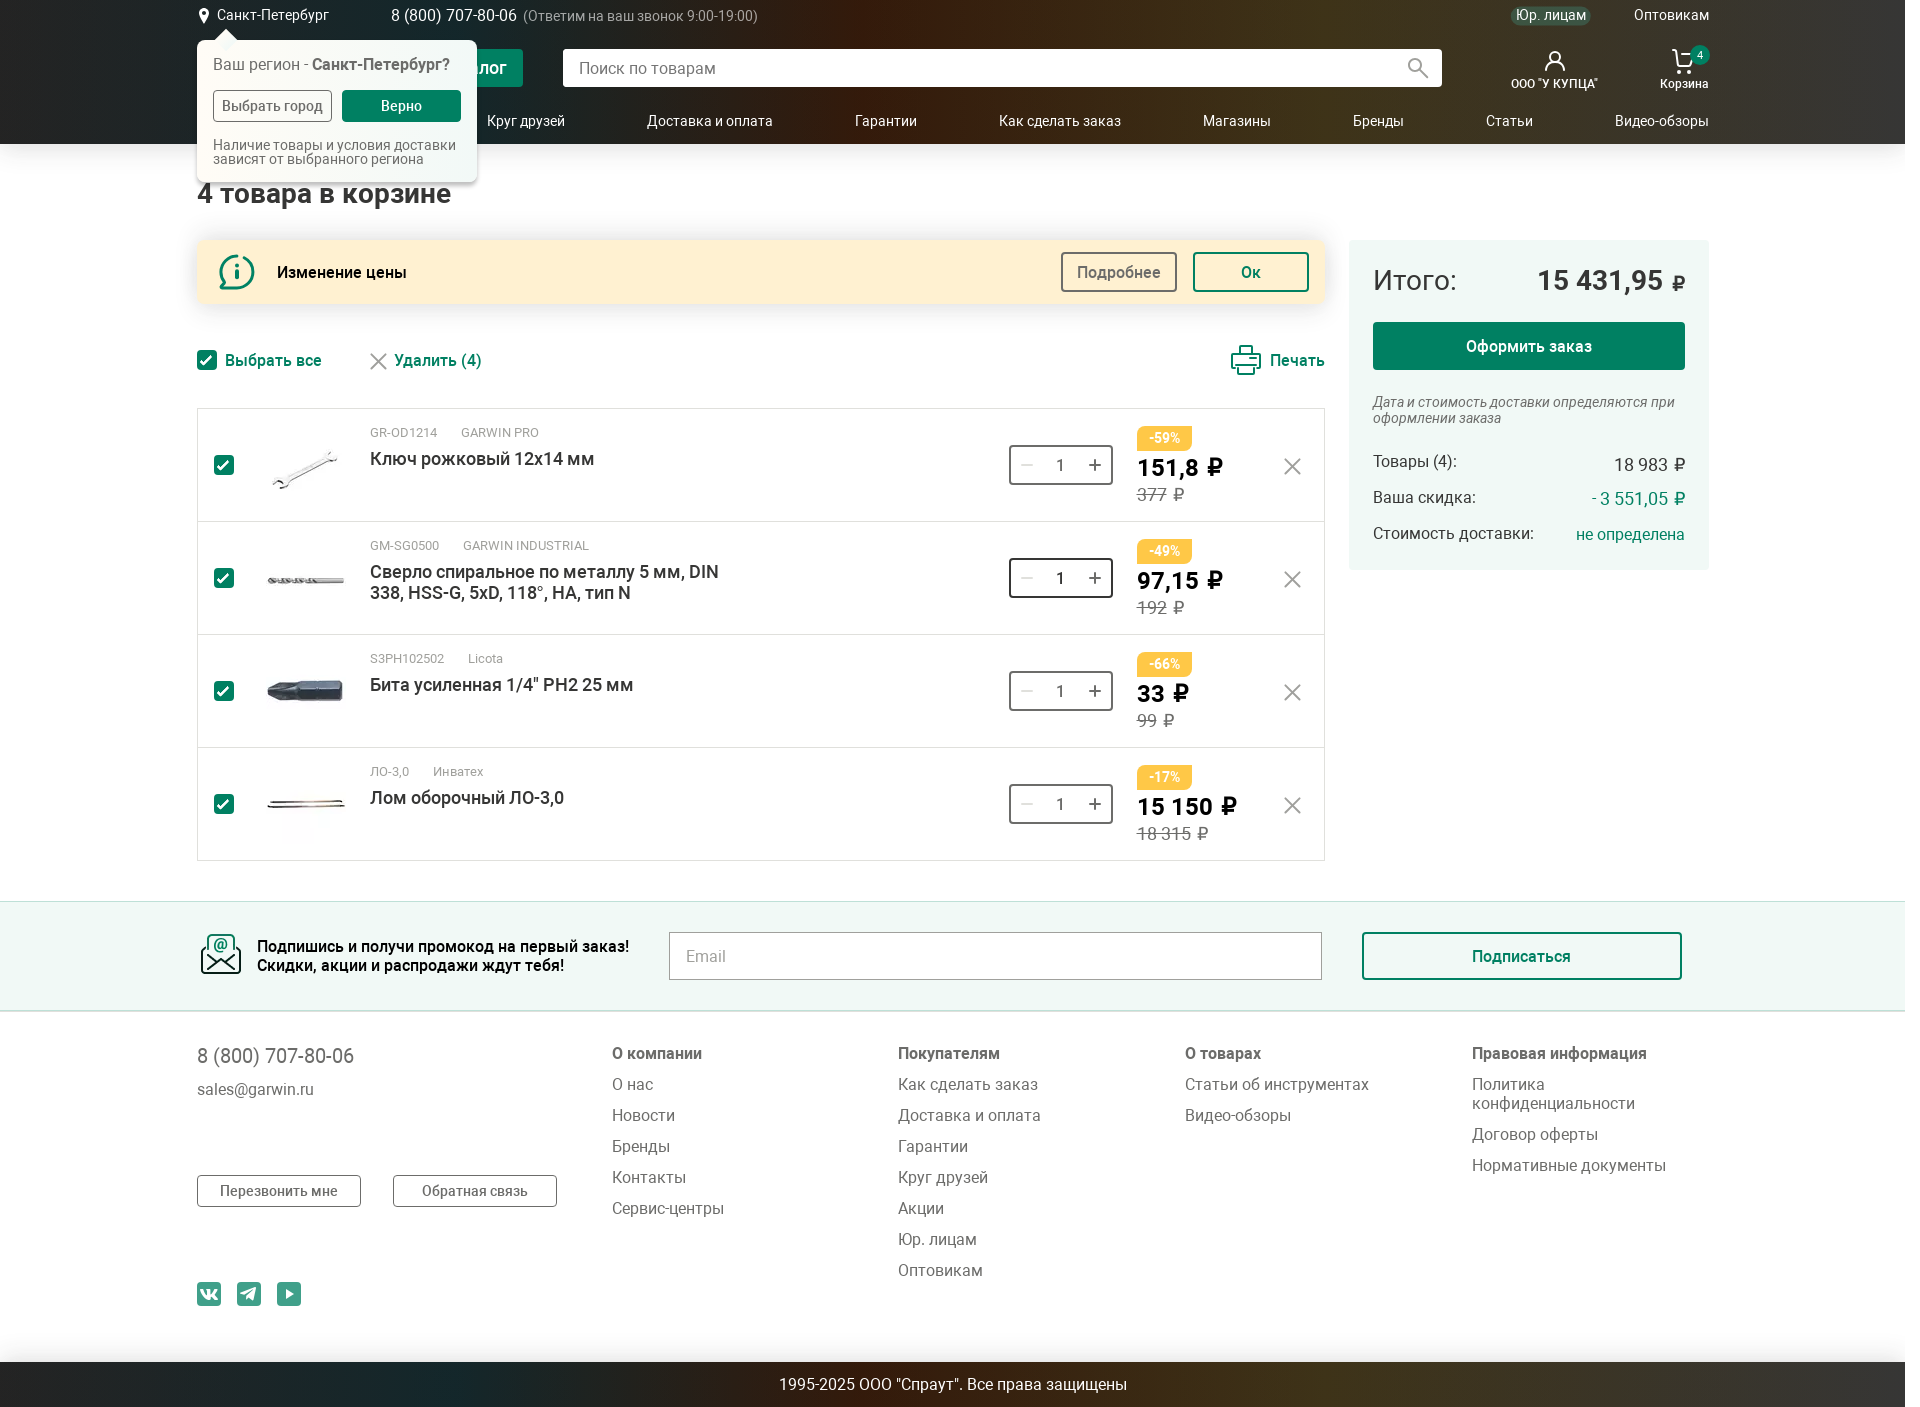 Санкт-Петербург
8 (800) 707-80-06 (Ответим на ваш звонок 9:00-19:00)
Юр. лицам
Оптовикам
Ваш регион - Санкт-Петербург?
Выбрать город
Верно
Наличие товары и условия доставки
зависят от выбранного региона
Поиск по товарам
ООО "У КУПЦА"
4
Корзина
Круг друзей
Доставка и оплата
Гарантии
Как сделать заказ
Магазины
Бренды
Статьи
Видео-обзоры
4 товара в корзине
Изменение цены
Подробнее
Ок
Выбрать все
Удалить (4)
Печать
GR-OD1214 GARWIN PRO
Ключ рожковый 12х14 мм
1
-59%
151,8 ₽
377 ₽
GM-SG0500 GARWIN INDUSTRIAL
Сверло спиральное по металлу 5 мм, DIN
338, HSS-G, 5xD, 118°, HA, тип N
1
-49%
97,15 ₽
192 ₽
S3PH102502 Licota
Бита усиленная 1/4" PH2 25 мм
1
-66%
33 ₽
99 ₽
ЛО-3,0 Инватех
Лом оборочный ЛО-3,0
1
-17%
15 150 ₽
18 315 ₽
Итого: 15 431,95 ₽
Оформить заказ
Дата и стоимость доставки определяются при
оформлении заказа
Товары (4): 18 983 ₽
Ваша скидка: - 3 551,05 ₽
Стоимость доставки: не определена
Подпишись и получи промокод на первый заказ!
Скидки, акции и распродажи ждут тебя!
Email
Подписаться
8 (800) 707-80-06
sales@garwin.ru
Перезвонить мне
Обратная связь
О компании
О нас
Новости
Бренды
Контакты
Сервис-центры
Покупателям
Как сделать заказ
Доставка и оплата
Гарантии
Круг друзей
Акции
Юр. лицам
Оптовикам
О товарах
Статьи об инструментах
Видео-обзоры
Правовая информация
Политика
конфиденциальности
Договор оферты
Нормативные документы
1995-2025 ООО "Спраут". Все права защищены